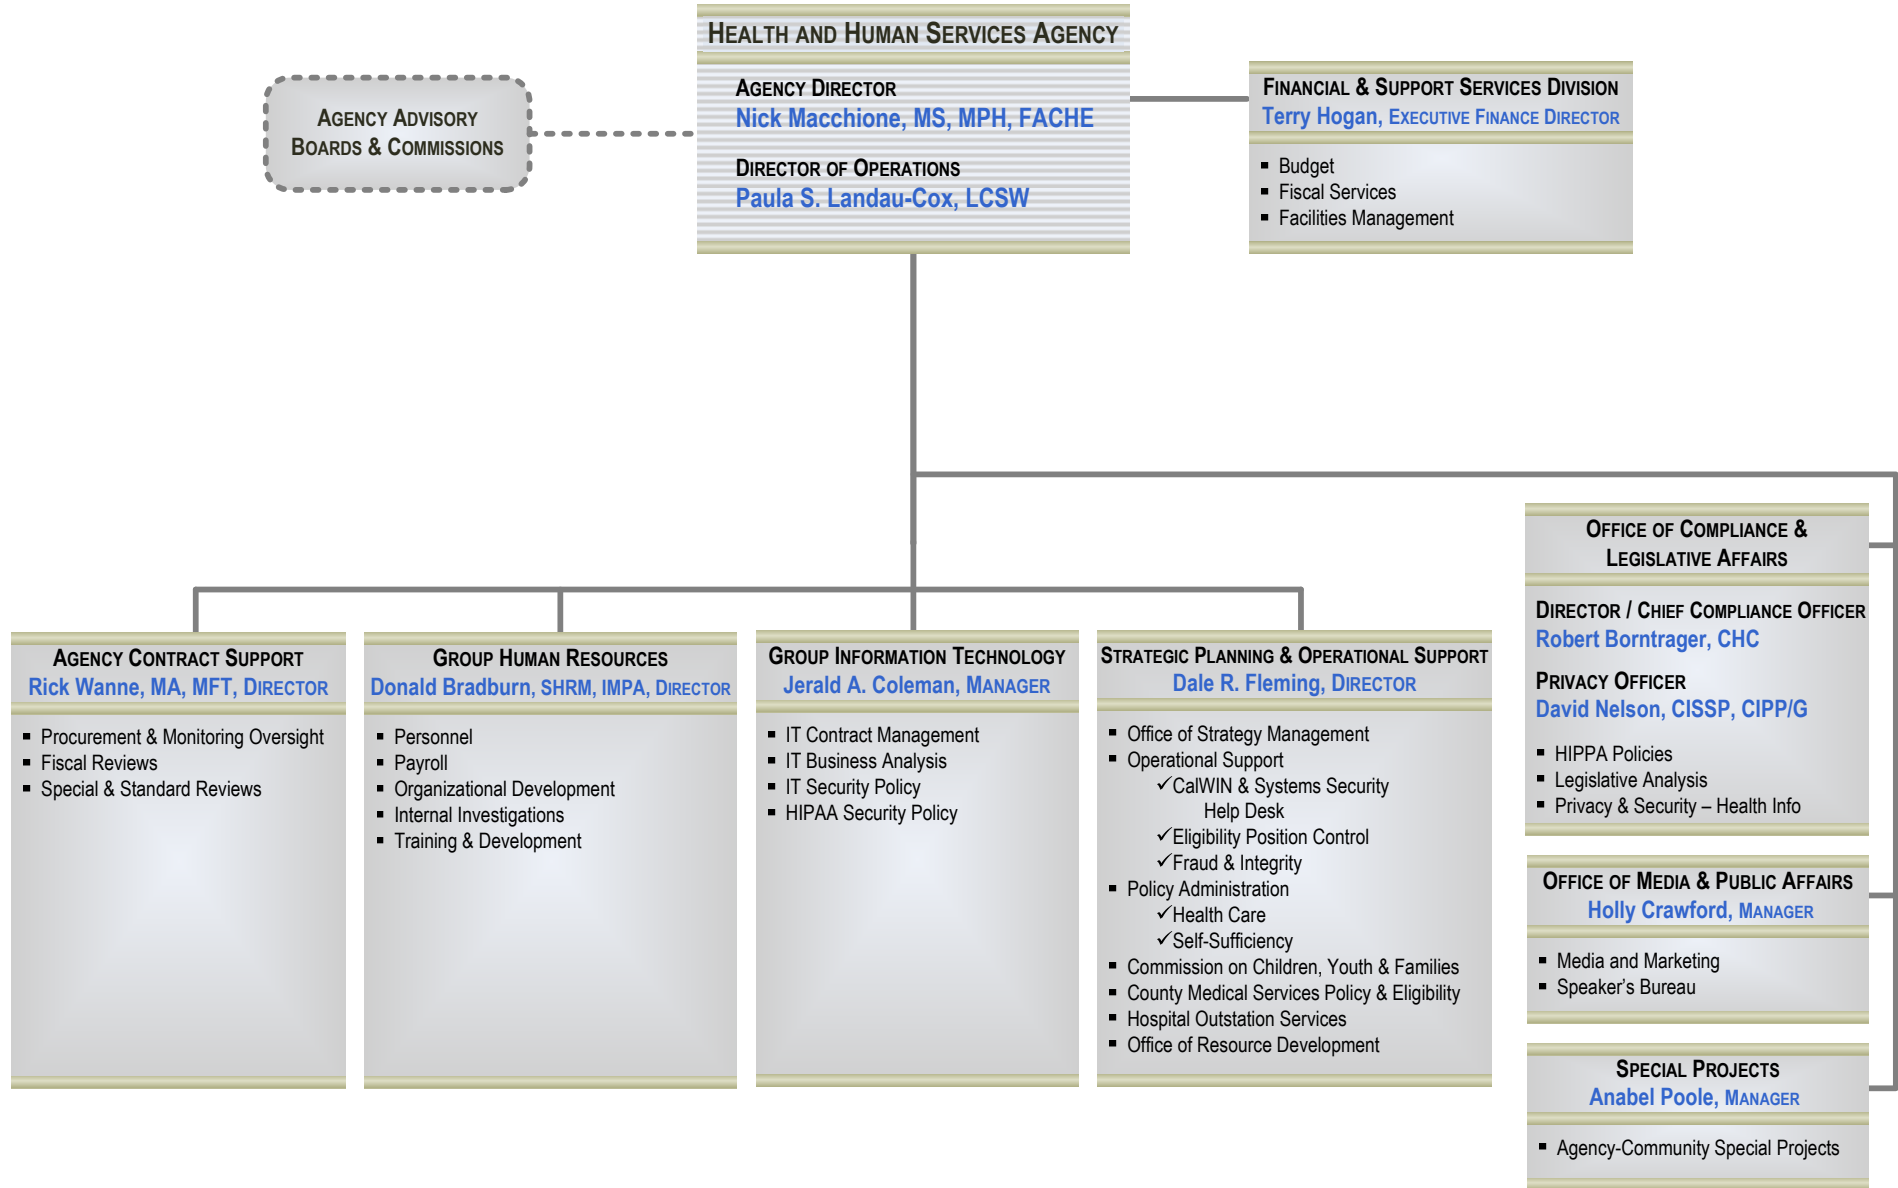 HEALTH AND HUMAN SERVICES AGENCY
AGENCY DIRECTOR
Nick Macchione, MS, MPH, FACHE
DIRECTOR OF OPERATIONS
Paula S. Landau-Cox, LCSW
AGENCY ADVISORY
BOARDS & COMMISSIONS
FINANCIAL & SUPPORT SERVICES DIVISION
Terry Hogan, EXECUTIVE FINANCE DIRECTOR
▪ Budget
▪ Fiscal Services
▪ Facilities Management
AGENCY CONTRACT SUPPORT
Rick Wanne, MA, MFT, DIRECTOR
▪ Procurement & Monitoring Oversight
▪ Fiscal Reviews
▪ Special & Standard Reviews
GROUP HUMAN RESOURCES
Donald Bradburn, SHRM, IMPA, DIRECTOR
▪ Personnel
▪ Payroll
▪ Organizational Development
▪ Internal Investigations
▪ Training & Development
GROUP INFORMATION TECHNOLOGY
Jerald A. Coleman, MANAGER
▪ IT Contract Management
▪ IT Business Analysis
▪ IT Security Policy
▪ HIPAA Security Policy
STRATEGIC PLANNING & OPERATIONAL SUPPORT
Dale R. Fleming, DIRECTOR
▪ Office of Strategy Management
▪ Operational Support
✓CalWIN & Systems Security
Help Desk
✓Eligibility Position Control
✓Fraud & Integrity
▪ Policy Administration
✓Health Care
✓Self-Sufficiency
▪ Commission on Children, Youth & Families
▪ County Medical Services Policy & Eligibility
▪ Hospital Outstation Services
▪ Office of Resource Development
OFFICE OF COMPLIANCE &
LEGISLATIVE AFFAIRS
DIRECTOR / CHIEF COMPLIANCE OFFICER
Robert Borntrager, CHC
PRIVACY OFFICER
David Nelson, CISSP, CIPP/G
▪ HIPPA Policies
▪ Legislative Analysis
▪ Privacy & Security – Health Info
OFFICE OF MEDIA & PUBLIC AFFAIRS
Holly Crawford, MANAGER
▪ Media and Marketing
▪ Speaker's Bureau
SPECIAL PROJECTS
Anabel Poole, MANAGER
▪ Agency-Community Special Projects